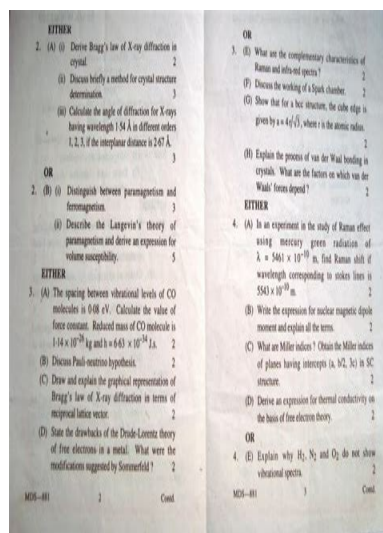 EITHER
2. (A) (i) Derive Bragg's law of X-ray diffraction in
crystal. 2
(ii) Discuss briefly a method for crystal structure
determination. 3
(iii) Calculate the angle of diffraction for X-rays
having wavelength 1·54 Å in different orders
1, 2, 3, if the interplanar distance is 2·67 Å.
3
OR
2. (B) (i) Distinguish between paramagnetism and
ferromagnetism. 3
(ii) Describe the Langevin's theory of
paramagnetism and derive an expression for
volume susceptibility. 5
EITHER
3. (A) The spacing between vibrational levels of CO
molecules is 0·08 eV. Calculate the value of
force constant. Reduced mass of CO molecule is
1·14 × 10⁻²⁶ kg and h = 6·63 × 10⁻³⁴ J.s. 2
(B) Discuss Pauli-neutrino hypothesis. 2
(C) Draw and explain the graphical representation of
Bragg's law of X-ray diffraction in terms of
reciprocal lattice vector. 2
(D) State the drawbacks of the Drude-Lorentz theory
of free electrons in a metal. What were the
modifications suggested by Sommerfeld ? 2
MDS—881 2 Contd.
OR
3. (E) What are the complementary characteristics of
Raman and infra-red spectra ? 2
(F) Discuss the working of a Spark chamber. 2
(G) Show that for a bcc structure, the cube edge is
given by a = 4r/√3, where r is the atomic radius.
2
(H) Explain the process of van der Waal bonding in
crystals. What are the factors on which van der
Waals' forces depend ? 2
EITHER
4. (A) In an experiment in the study of Raman effect
using mercury green radiation of
λ = 5461 × 10⁻¹⁰ m, find Raman shift if
wavelength corresponding to stokes lines is
5543 × 10⁻¹⁰ m. 2
(B) Write the expression for nuclear magnetic dipole
moment and explain all the terms. 2
(C) What are Miller indices ? Obtain the Miller indices
of planes having intercepts (a, b/2, 3c) in SC
structure. 2
(D) Derive an expression for thermal conductivity on
the basis of free electron theory. 2
OR
4. (E) Explain why H₂, N₂ and O₂ do not show
vibrational spectra. 2
MDS—881 3 Contd.